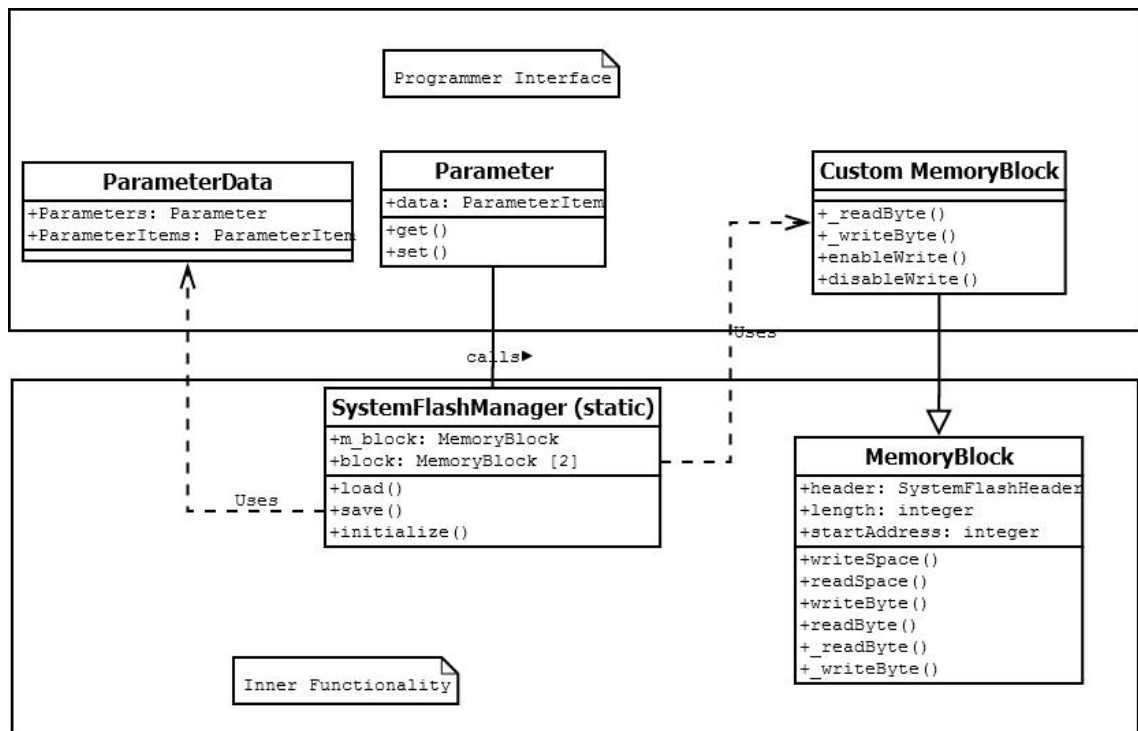 Programmer Interface
ParameterData
+Parameters: Parameter
+ParameterItems: ParameterItem
Parameter
+data: ParameterItem
+get()
+set()
Custom MemoryBlock
+_readByte()
+_writeByte()
+enableWrite()
+disableWrite()
Uses
calls▶
SystemFlashManager (static)
+m_block: MemoryBlock
+block: MemoryBlock [2]
+load()
+save()
+initialize()
Uses
MemoryBlock
+header: SystemFlashHeader
+length: integer
+startAddress: integer
+writeSpace()
+readSpace()
+writeByte()
+readByte()
+_readByte()
+_writeByte()
Inner Functionality